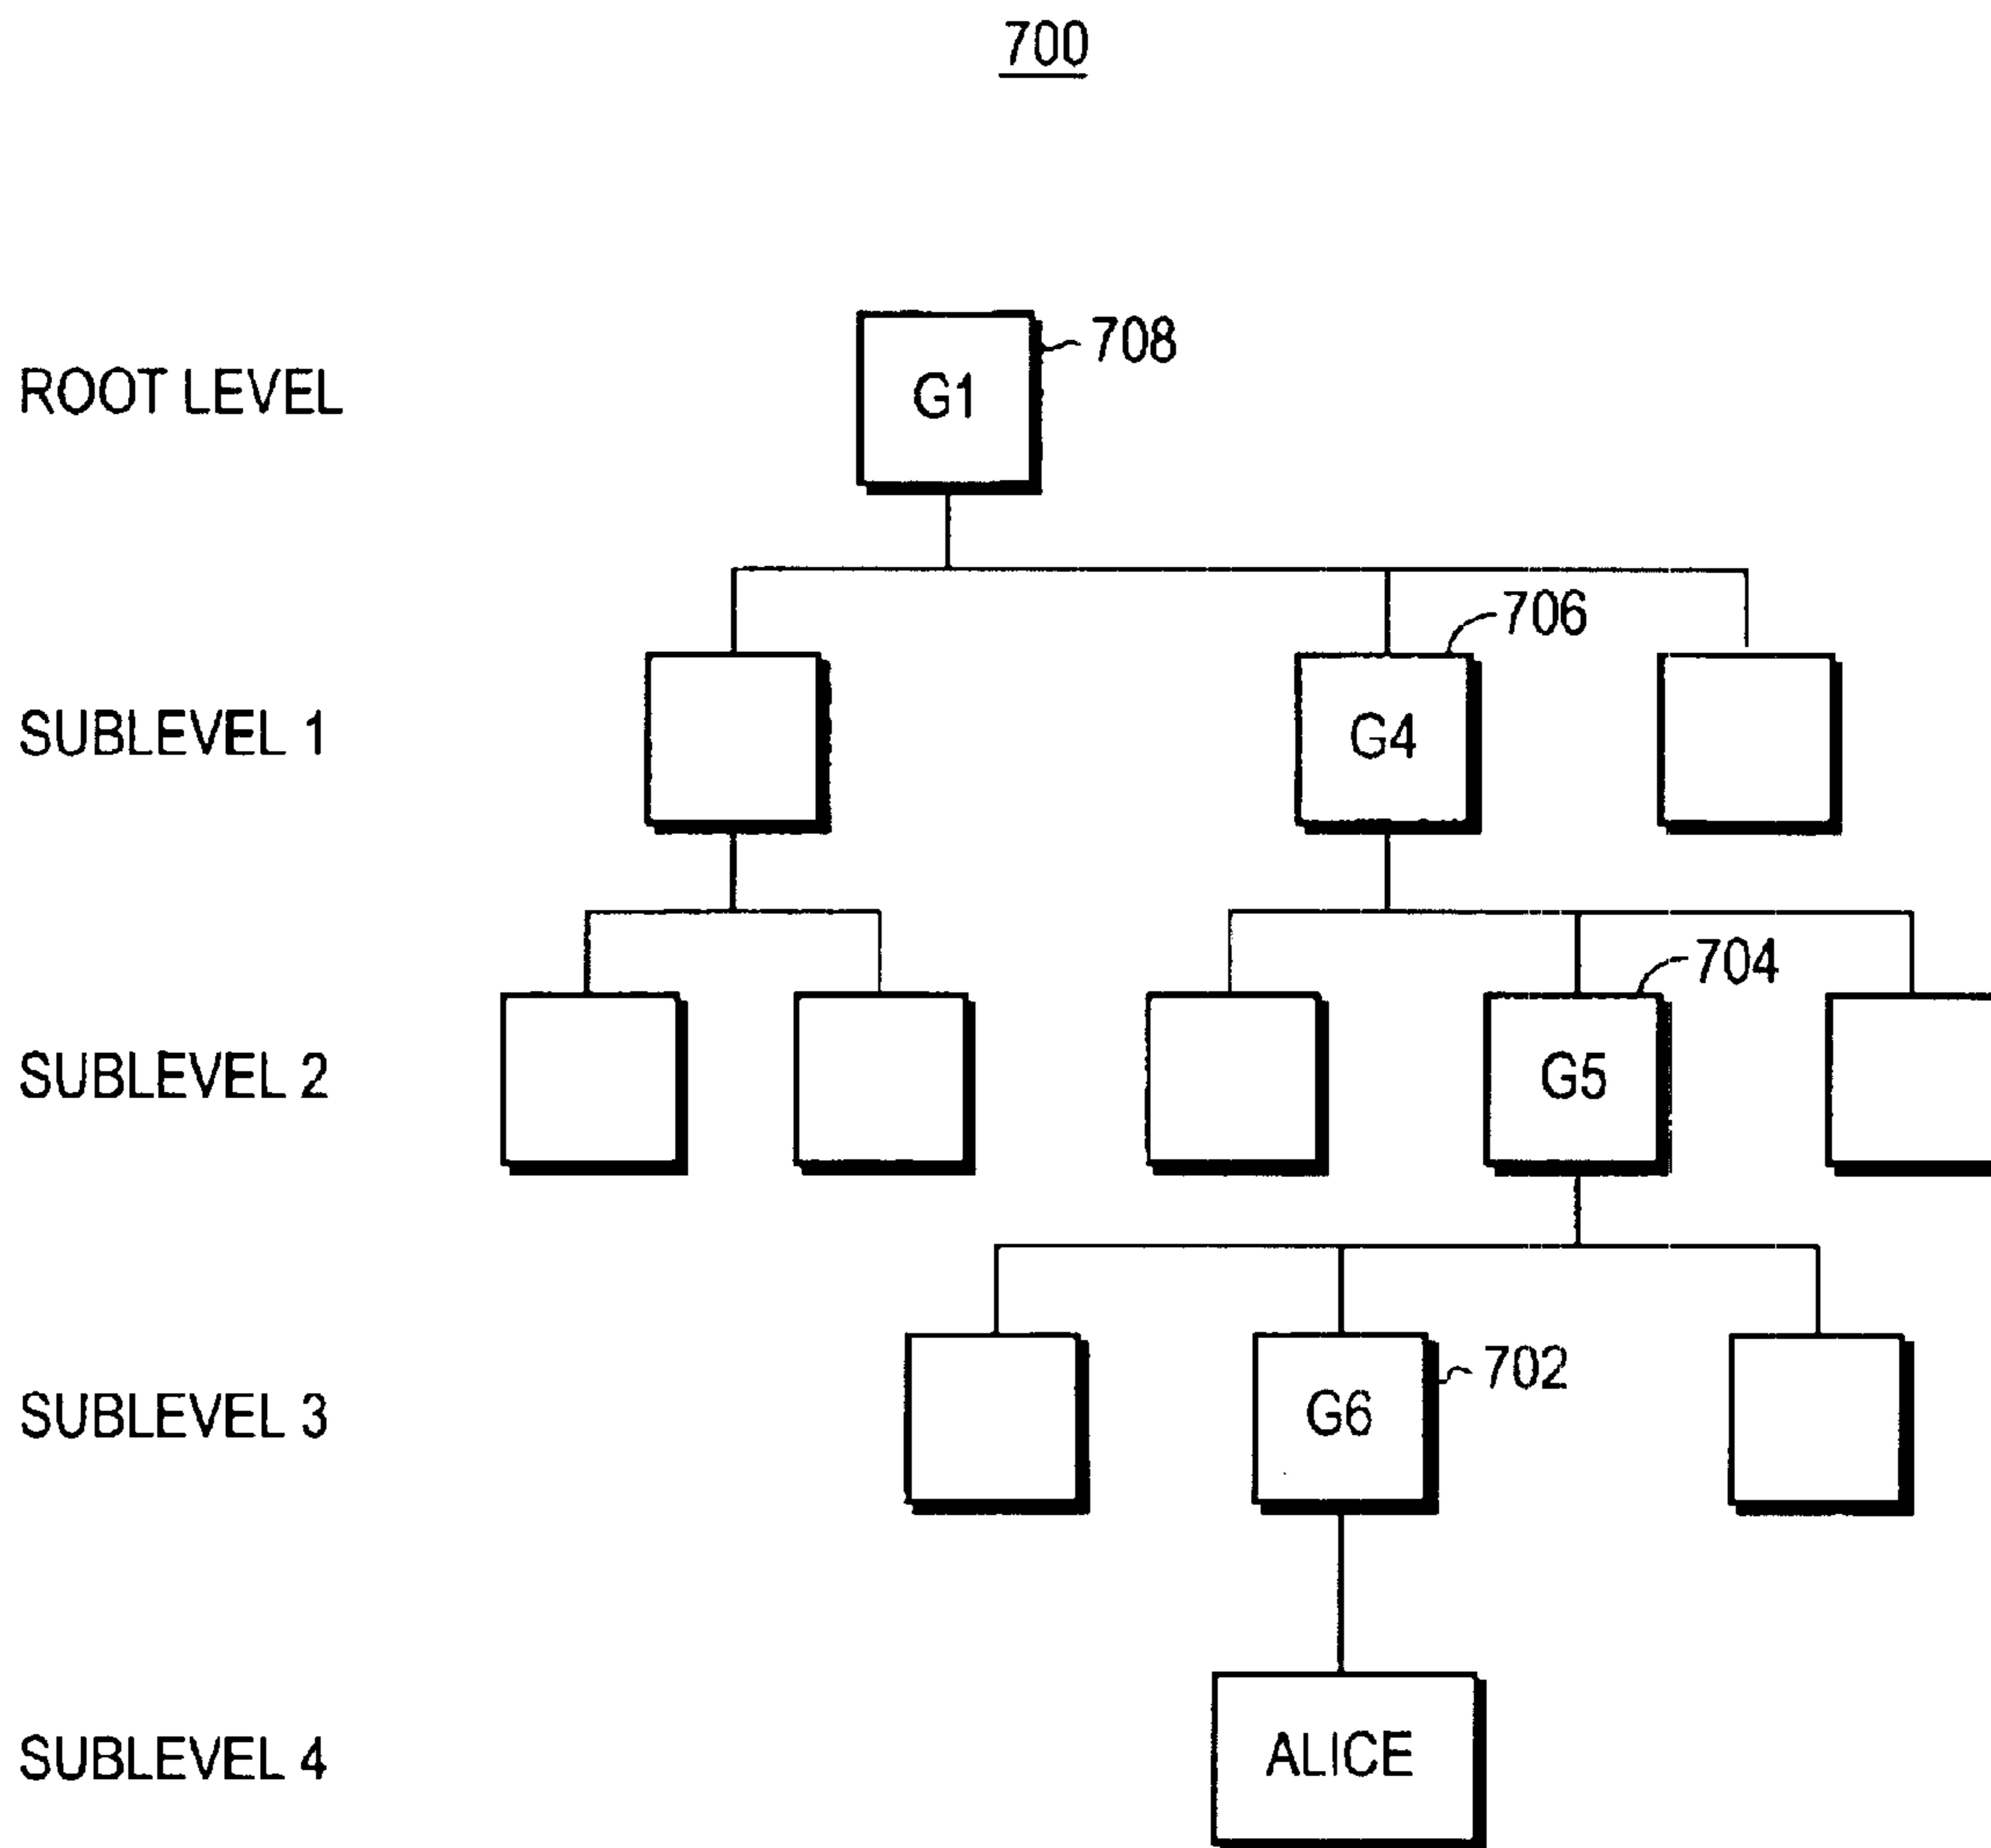 700
708
ROOT LEVEL
G1
706
SUBLEVEL 1
G4
704
SUBLEVEL 2
G5
702
SUBLEVEL 3
G6
SUBLEVEL 4
ALICE